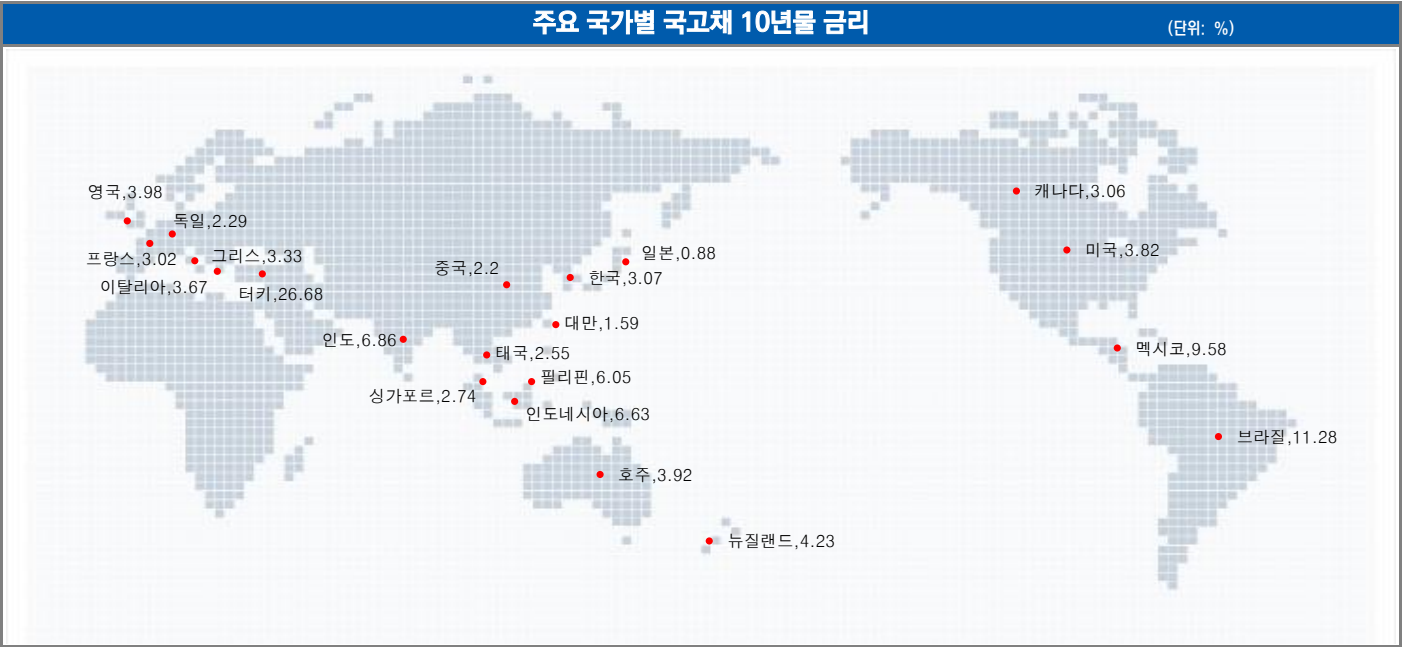 주요 국가별 국고채 10년물 금리
(단위: %)
영국,3.98
캐나다,3.06
독일,2.29
미국,3.82
일본,0.88
프랑스,3.02
그리스,3.33
중국,2.2
한국,3.07
이탈리아,3.67
터키,26.68
대만,1.59
인도,6.86
멕시코,9.58
태국,2.55
필리핀,6.05
싱가포르,2.74
인도네시아,6.63
브라질,11.28
호주,3.92
뉴질랜드,4.23